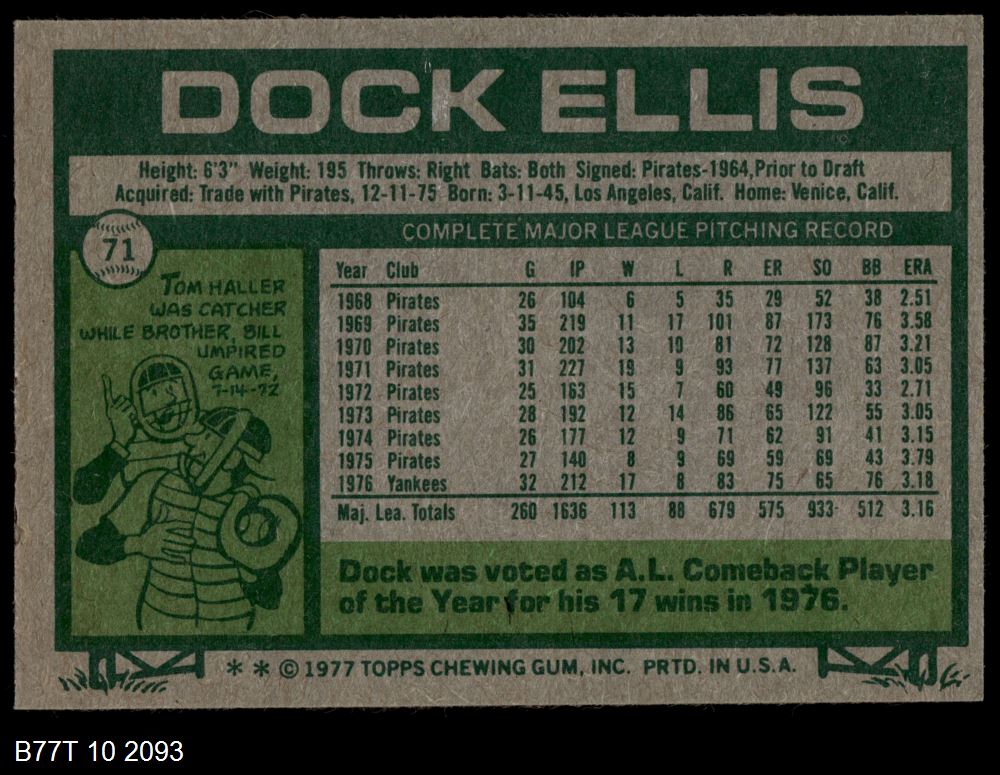 DOCK ELLIS
Height: 6'3" Weight: 195 Throws: Right Bats: Both Signed: Pirates-1964, Prior to Draft
Acquired: Trade with Pirates, 12-11-75 Born: 3-11-45, Los Angeles, Calif. Home: Venice, Calif.
71
TOM HALLER
WAS CATCHER
WHILE BROTHER, BILL
UMPIRED
GAME,
7-14-72
COMPLETE MAJOR LEAGUE PITCHING RECORD
Year Club G IP W L R ER SO BB ERA
1968 Pirates 26 104 6 5 35 29 52 38 2.51
1969 Pirates 35 219 11 17 101 87 173 76 3.58
1970 Pirates 30 202 13 10 81 72 128 87 3.21
1971 Pirates 31 227 19 9 93 77 137 63 3.05
1972 Pirates 25 163 15 7 60 49 96 33 2.71
1973 Pirates 28 192 12 14 86 65 122 55 3.05
1974 Pirates 26 177 12 9 71 62 91 41 3.15
1975 Pirates 27 140 8 9 69 59 69 43 3.79
1976 Yankees 32 212 17 8 83 75 65 76 3.18
Maj. Lea. Totals 260 1636 113 88 679 575 933 512 3.16
Dock was voted as A.L. Comeback Player
of the Year for his 17 wins in 1976.
* * © 1977 TOPPS CHEWING GUM, INC. PRTD. IN U.S.A.
B77T 10 2093